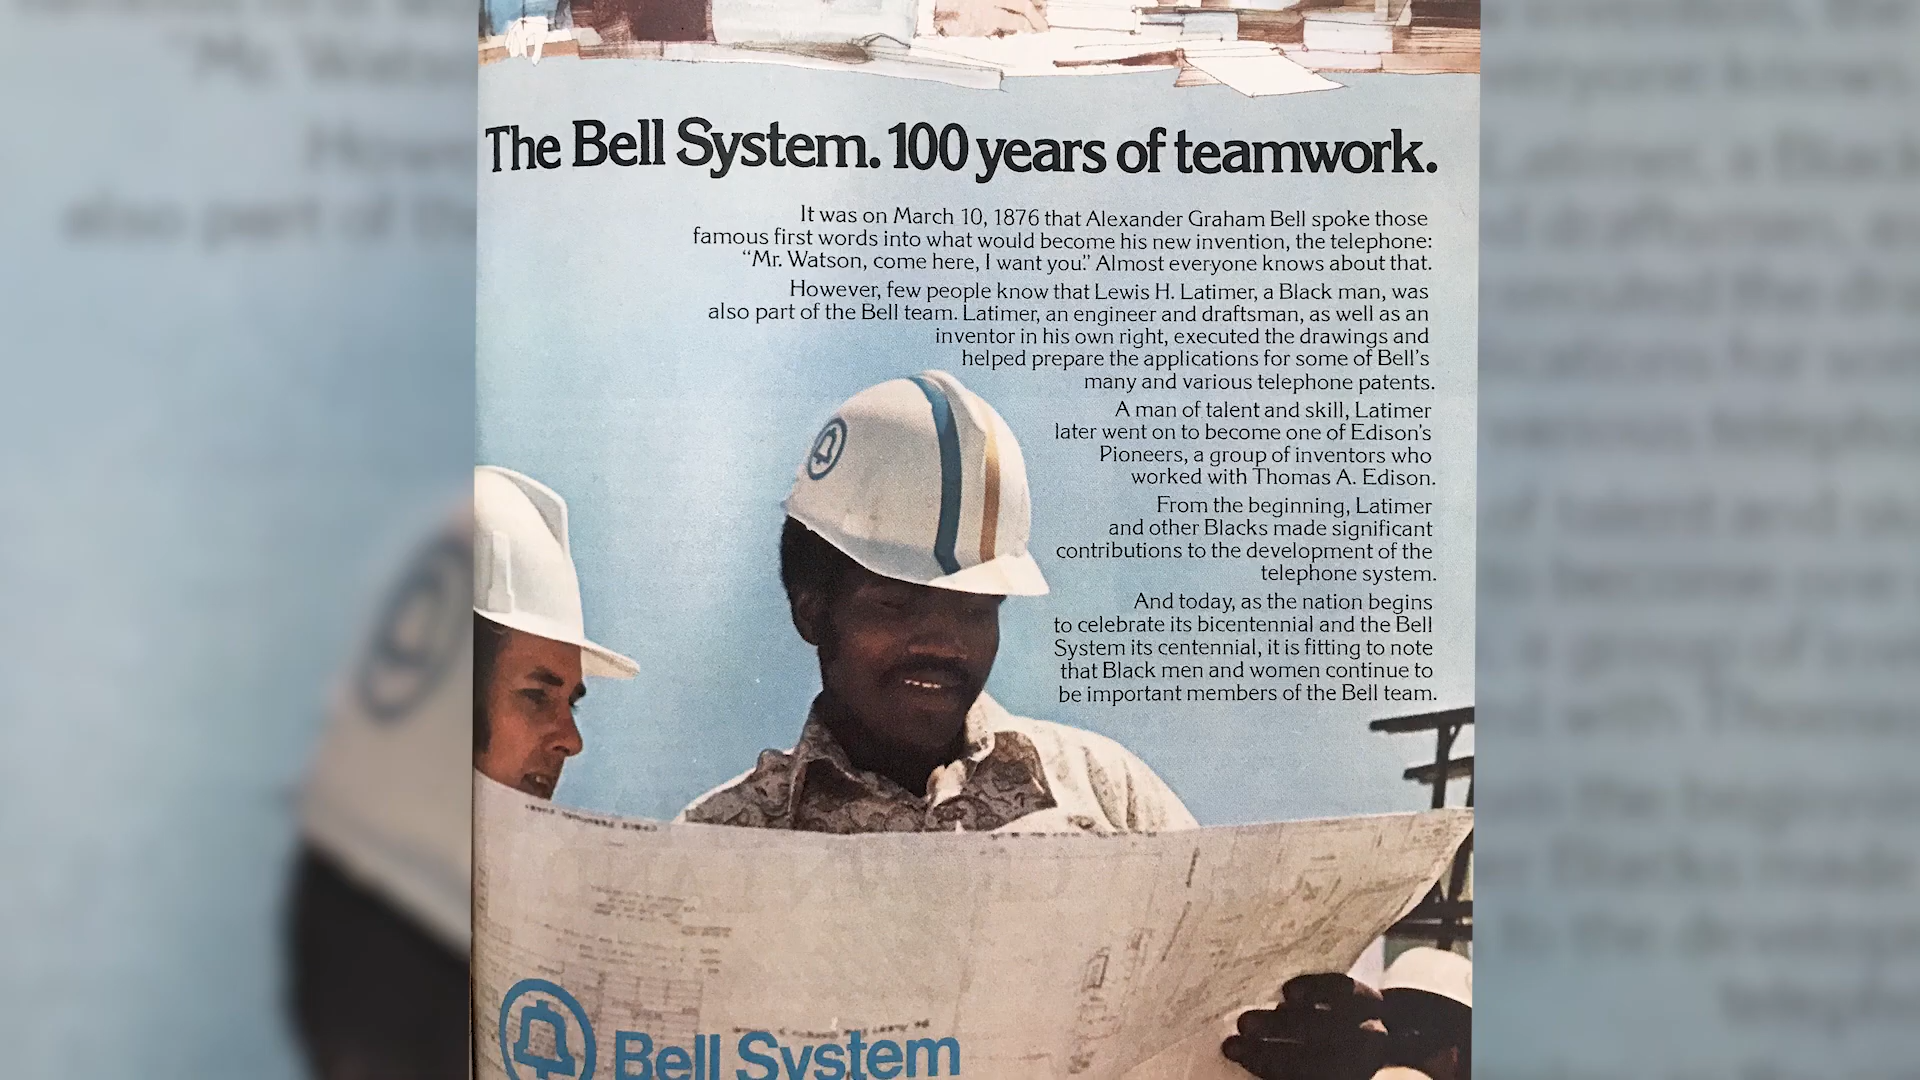 The Bell System. 100 years of teamwork.
It was on March 10, 1876 that Alexander Graham Bell spoke those
famous first words into what would become his new invention, the telephone:
“Mr. Watson, come here, I want you.” Almost everyone knows about that.
However, few people know that Lewis H. Latimer, a Black man, was
also part of the Bell team. Latimer, an engineer and draftsman, as well as an
inventor in his own right, executed the drawings and
helped prepare the applications for some of Bell’s
many and various telephone patents.
A man of talent and skill, Latimer
later went on to become one of Edison’s
Pioneers, a group of inventors who
worked with Thomas A. Edison.
From the beginning, Latimer
and other Blacks made significant
contributions to the development of the
telephone system.
And today, as the nation begins
to celebrate its bicentennial and the Bell
System its centennial, it is fitting to note
that Black men and women continue to
be important members of the Bell team.
Bell System